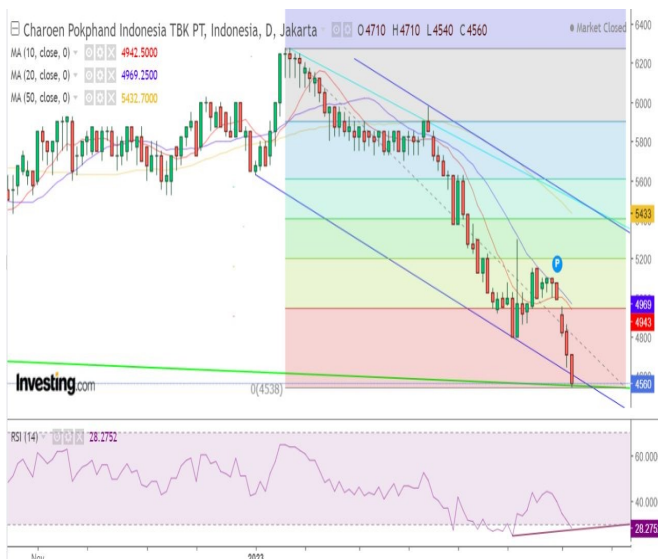 Charoen Pokphand Indonesia TBK PT, Indonesia, D, Jakarta O4710 H4710 L4540 C4560
Market Closed
MA (10, close, 0) 4942.5000
MA (20, close, 0) 4969.2500
MA (50, close, 0) 5432.7000
6400
6200
6000
5800
5600
5433
5200
P
4969
4943
4800
4560
Investing.com
0(4538)
RSI (14) 28.2752
60.000
40.000
28.275
Nov
2023